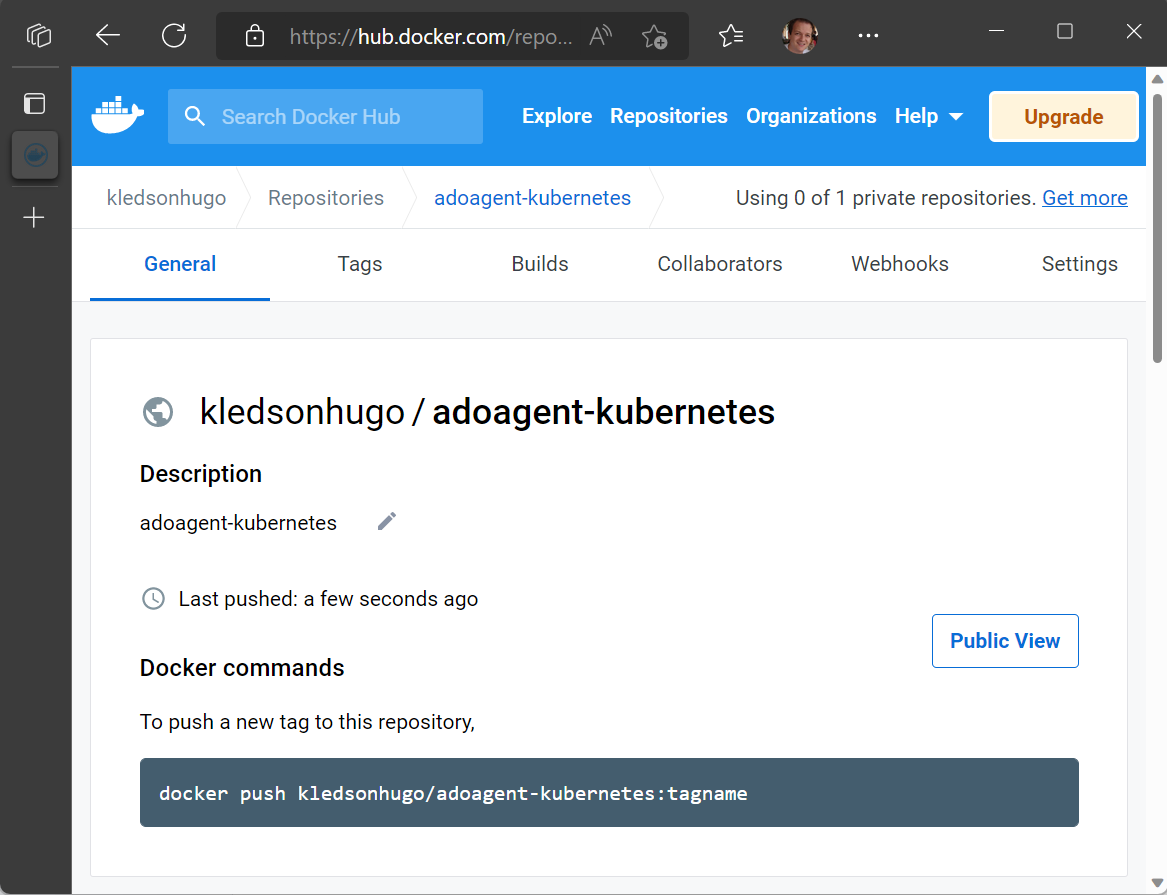 https://hub.docker.com/repo...
Search Docker Hub
Explore Repositories Organizations Help Upgrade
kledsonhugo Repositories adoagent-kubernetes Using 0 of 1 private repositories. Get more
General Tags Builds Collaborators Webhooks Settings
kledsonhugo / adoagent-kubernetes
Description
adoagent-kubernetes
Last pushed: a few seconds ago
Public View
Docker commands
To push a new tag to this repository,
docker push kledsonhugo/adoagent-kubernetes:tagname